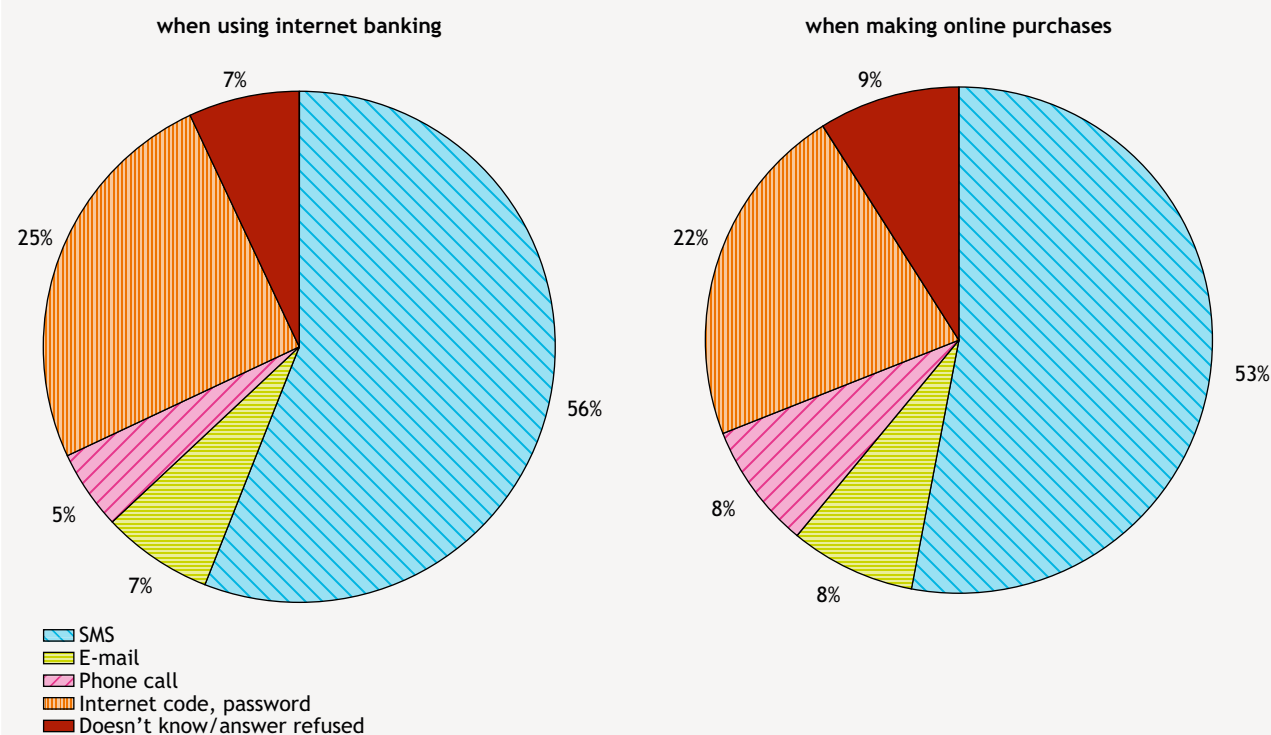 when using internet banking
when making online purchases
7%
25%
56%
5%
7%
9%
22%
53%
8%
8%
SMS
E-mail
Phone call
Internet code, password
Doesn't know/answer refused